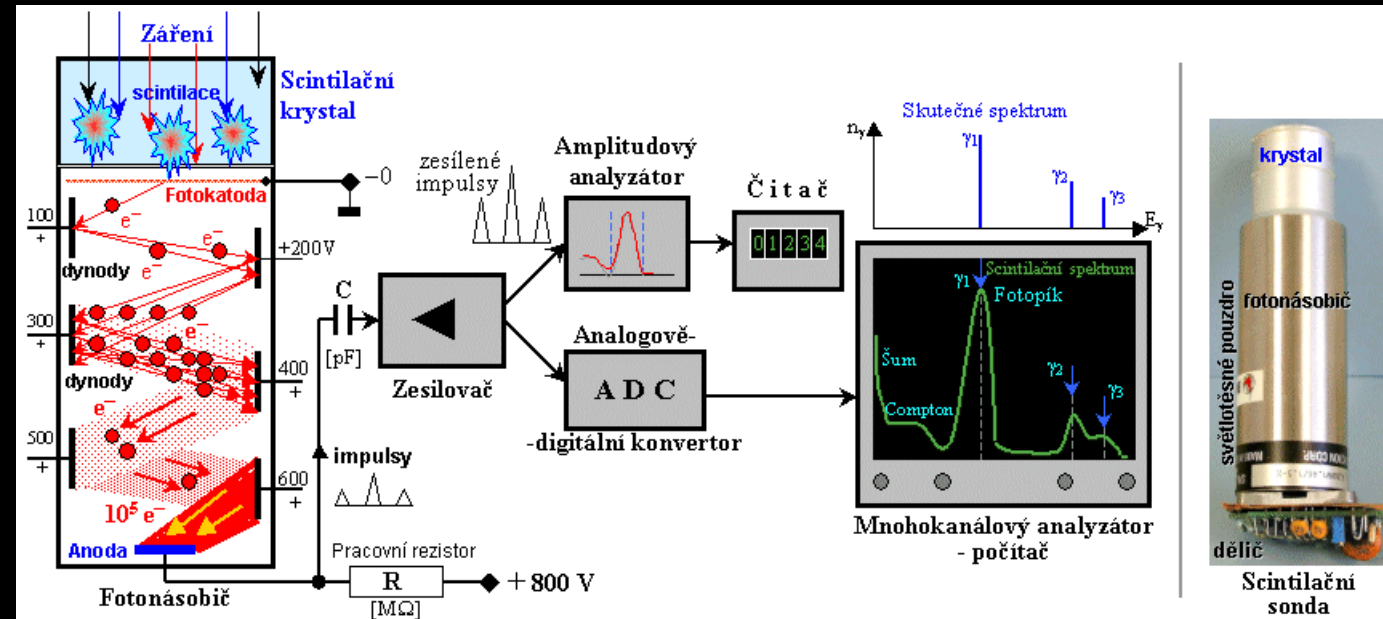 Záření
scintilace
Scintilační
krystal
Fotokatoda
−0
100
+
e−
e−
+200V
dynody
e−
300
+
e−
dynody
400
+
e−
500
+
600
+
10⁵ e−
Anoda
Fotonásobič
impulsy
Pracovní rezistor
R
[MΩ]
+ 800 V
C
[pF]
Zesilovač
zesílené
impulsy
Amplitudový
analyzátor
Čitač
01234
Analogově-
A D C
-digitální konvertor
Skutečné spektrum
nγ
γ1
γ2
γ3
Eγ
Scintilační spektrum
γ1
Fotopík
Šum
γ2
γ3
Compton
Mnohokanálový analyzátor
- počítač
krystal
fotonásobič
světlotěsné pouzdro
dělič
Scintilační
sonda